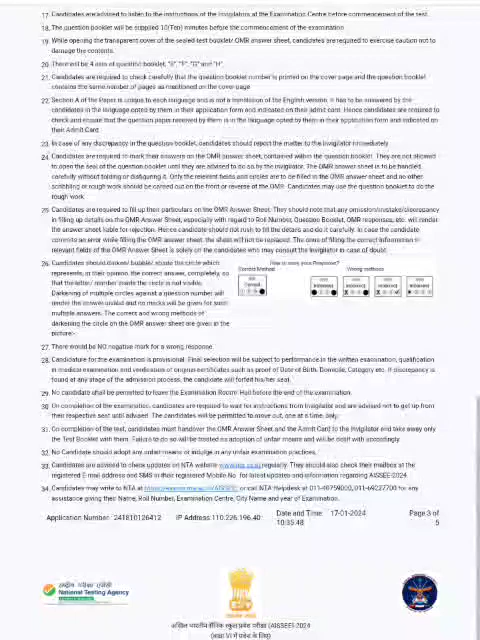 17. Candidates are advised to listen to the instructions of the Invigilators at the Examination Centre before commencement of the test.
18. The question booklet will be supplied 10(Ten) minutes before the commencement of the examination.
19. While opening the transparent cover of the sealed test booklet/ OMR answer sheet, candidates are required to exercise caution not to
damage the contents.
20. There will be 4 sets of question booklet, "E", "F", "G" and "H".
21. Candidates are required to check carefully that the question booklet number is printed on the cover page and the question booklet
contains the same number of pages as mentioned on the cover page.
22. Section A of the Paper is unique to each language and is not a translation of the English version. It has to be answered by the
candidates in the language opted by them in their application form and indicated on their admit card. Hence candidates are required to
check and ensure that the question paper received by them is in the language opted by them in their application form and indicated on
their Admit Card.
23. In case of any discrepancy in the question booklet, candidates should report the matter to the Invigilator immediately.
24. Candidates are required to mark their answers on the OMR answer sheet, contained within the question booklet. They are not allowed
to open the seal of the question booklet until they are advised to do so by the Invigilator. The OMR answer sheet is to be handled
carefully without folding or disfiguring it. Only the relevant fields and circles are to be filled in the OMR answer sheet and no other
scribbling or rough work should be carried out on the front or reverse of the OMR. Candidates may use the question booklet to do the
rough work.
25. Candidates are required to fill up their particulars on the OMR Answer Sheet. They should note that any omission/mistake/discrepancy
in filling up details on the OMR Answer Sheet, especially with regard to Roll Number, Question Booklet, OMR responses, etc. will render
the answer sheet liable for rejection. Hence candidate should not rush to fill the details and do it carefully. In case the candidate
commits an error while filling the OMR answer sheet, the sheet will not be replaced. The onus of filling the correct information in
relevant fields of the OMR Answer Sheet is solely on the candidates who may consult the Invigilator in case of doubt.
26. Candidates should darken/ bubble/ shade the circle which
represents, in their opinion, the correct answer, completely, so
that the letter/ number inside the circle is not visible.
Darkening of multiple circles against a question number will
render the answer invalid and no marks will be given for such
multiple answers. The correct and wrong methods of
darkening the circle on the OMR answer sheet are given in the
picture:-
How to mark your Response?
Correct Method
Wrong methods
27. There would be NO negative mark for a wrong response.
28. Candidature for the examination is provisional. Final selection will be subject to performance in the written examination, qualification
in medical examination and verification of original certificates such as proof of Date of Birth, Domicile, Category etc. If discrepancy is
found at any stage of the admission process, the candidate will forfeit his/her seat.
29. No candidate shall be permitted to leave the Examination Room/ Hall before the end of the examination.
30. On completion of the examination, candidates are required to wait for instructions from Invigilator and are advised not to get up from
their respective seat until advised. The candidates will be permitted to move out, one at a time, only.
31. On completion of the test, candidates must handover the OMR Answer Sheet and the Admit Card to the Invigilator and take away only
the Test Booklet with them. Failure to do so will be treated as adoption of unfair means and will be dealt with accordingly.
32. No Candidate should adopt any unfair means or indulge in any unfair examination practices.
33. Candidates are advised to check updates on NTA website www.nta.ac.in regularly. They should also check their mailbox at the
registered E-mail address and SMS in their registered Mobile No. for latest updates and information regarding AISSEE-2024.
34. Candidates may write to NTA at or call NTA Helpdesk at 011-40759000, 011-69227700 for any
assistance giving their Name, Roll Number, Examination Centre, City Name and year of Examination.
Application Number 241810126412 IP Address:110.226.196.40 Date and Time: 17-01-2024 10:35:48 Page 3 of 5
राष्ट्रीय परीक्षा एजेंसी
National Testing Agency
अखिल भारतीय सैनिक स्कूल प्रवेश परीक्षा (AISSEE)-2024
(कक्षा VI में प्रवेश के लिए)